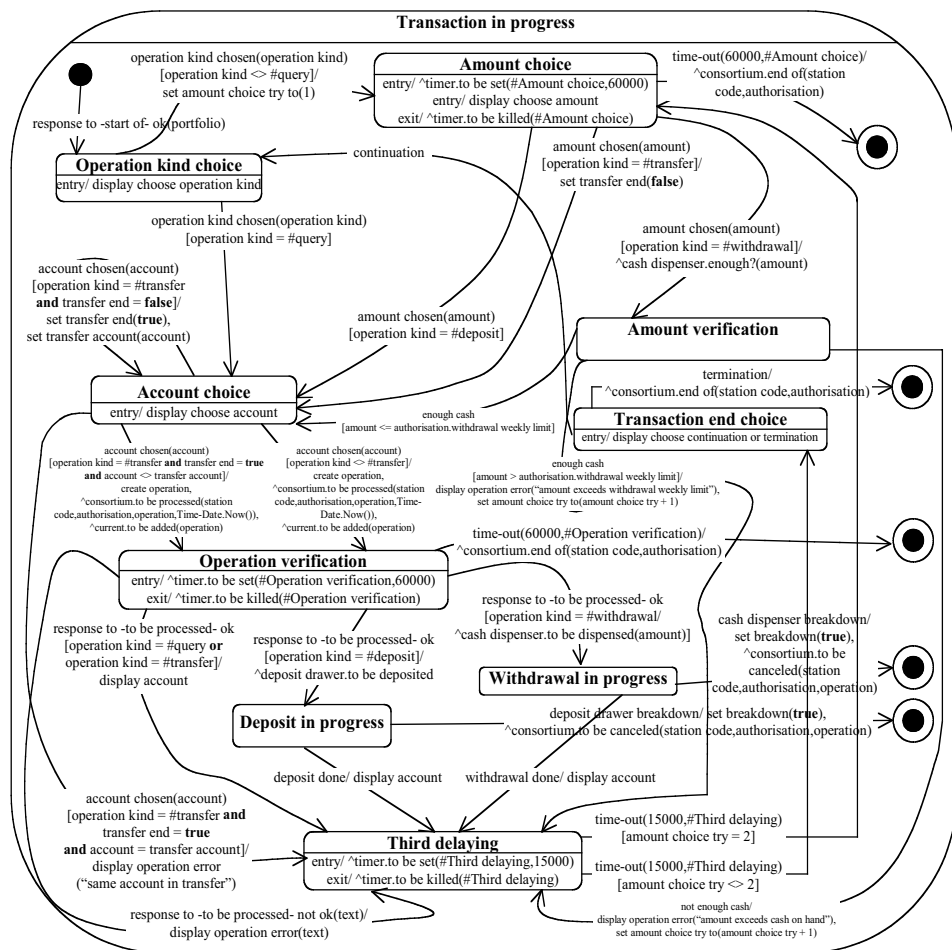 Transaction in progress
operation kind chosen(operation kind)
[operation kind <> #query]/
set amount choice try to(1)
Amount choice
entry/ ^timer.to be set(#Amount choice,60000)
entry/ display choose amount
exit/ ^timer.to be killed(#Amount choice)
time-out(60000,#Amount choice)/
^consortium.end of(station
code,authorisation)
response to -start of- ok(portfolio)
Operation kind choice
entry/ display choose operation kind
continuation
amount chosen(amount)
[operation kind = #transfer]/
set transfer end(false)
operation kind chosen(operation kind)
[operation kind = #query]
amount chosen(amount)
[operation kind = #withdrawal]/
^cash dispenser.enough?(amount)
account chosen(account)
[operation kind = #transfer
and transfer end = false]/
set transfer end(true),
set transfer account(account)
amount chosen(amount)
[operation kind = #deposit]
Amount verification
Account choice
entry/ display choose account
termination/
^consortium.end of(station code,authorisation)
enough cash
[amount <= authorisation.withdrawal weekly limit]
Transaction end choice
entry/ display choose continuation or termination
account chosen(account)
[operation kind = #transfer and transfer end = true
and account <> transfer account]/
create operation,
^consortium.to be processed(station
code,authorisation,operation,Time-Date.Now()),
^current.to be added(operation)
account chosen(account)
[operation kind <> #transfer]/
create operation,
^consortium.to be processed(station
code,authorisation,operation,Time-
Date.Now()),
^current.to be added(operation)
enough cash
[amount > authorisation.withdrawal weekly limit]/
display operation error(“amount exceeds withdrawal weekly limit”),
set amount choice try to(amount choice try + 1)
time-out(60000,#Operation verification)/
^consortium.end of(station code,authorisation)
Operation verification
entry/ ^timer.to be set(#Operation verification,60000)
exit/ ^timer.to be killed(#Operation verification)
response to -to be processed- ok
[operation kind = #query or
operation kind = #transfer]/
display account
response to -to be processed- ok
[operation kind = #deposit]/
^deposit drawer.to be deposited
response to -to be processed- ok
[operation kind = #withdrawal/
^cash dispenser.to be dispensed(amount)]
cash dispenser breakdown/
set breakdown(true),
^consortium.to be
canceled(station
code,authorisation,operation)
Withdrawal in progress
Deposit in progress
deposit drawer breakdown/ set breakdown(true),
^consortium.to be canceled(station code,authorisation,operation)
deposit done/ display account
withdrawal done/ display account
account chosen(account)
[operation kind = #transfer and
transfer end = true
and account = transfer account]/
display operation error
(“same account in transfer”)
Third delaying
entry/ ^timer.to be set(#Third delaying,15000)
exit/ ^timer.to be killed(#Third delaying)
time-out(15000,#Third delaying)
[amount choice try = 2]
time-out(15000,#Third delaying)
[amount choice try <> 2]
response to -to be processed- not ok(text)/
display operation error(text)
not enough cash/
display operation error(“amount exceeds cash on hand”),
set amount choice try to(amount choice try + 1)